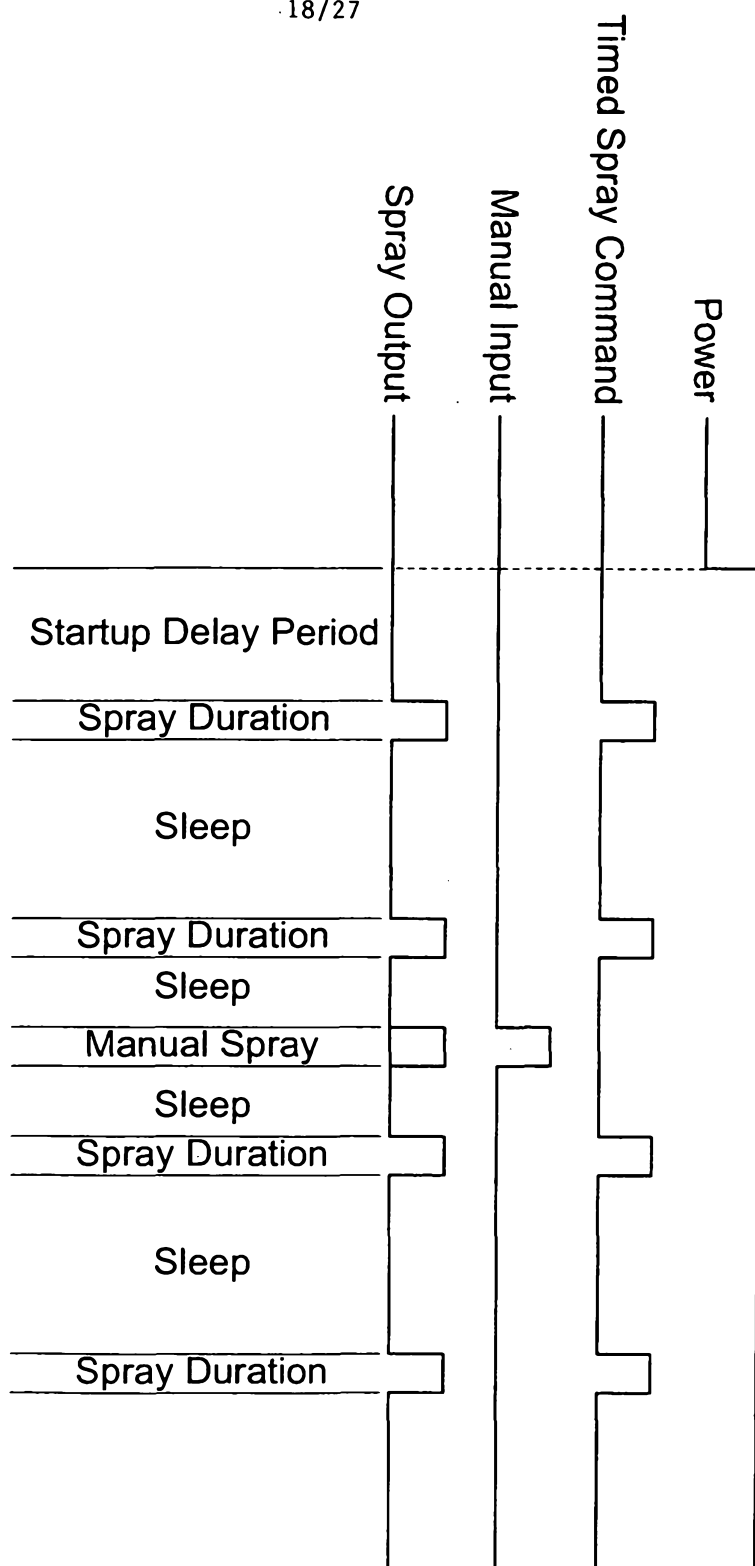 18/27
Timed Spray Command
Power
Manual Input
Spray Output
Startup Delay Period
Spray Duration
Sleep
Spray Duration
Sleep
Manual Spray
Sleep
Spray Duration
Sleep
Spray Duration